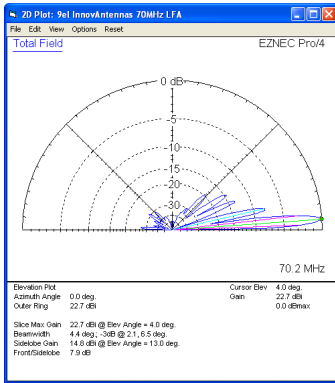 2D Plot: 9el InnovAntennas 70MHz LFA
File Edit View Options Reset
Total Field
EZNEC Pro/4
0 dB
-5
-10
-15
-20
-30
70.2 MHz
Elevation Plot
Azimuth Angle 0.0 deg.
Outer Ring 22.7 dBi
Cursor Elev 4.0 deg.
Gain 22.7 dBi
0.0 dBmax
Slice Max Gain 22.7 dBi @ Elev Angle = 4.0 deg.
Beamwidth 4.4 deg.; -3dB @ 2.1, 6.5 deg.
Sidelobe Gain 14.8 dBi @ Elev Angle = 13.0 deg.
Front/Sidelobe 7.9 dB